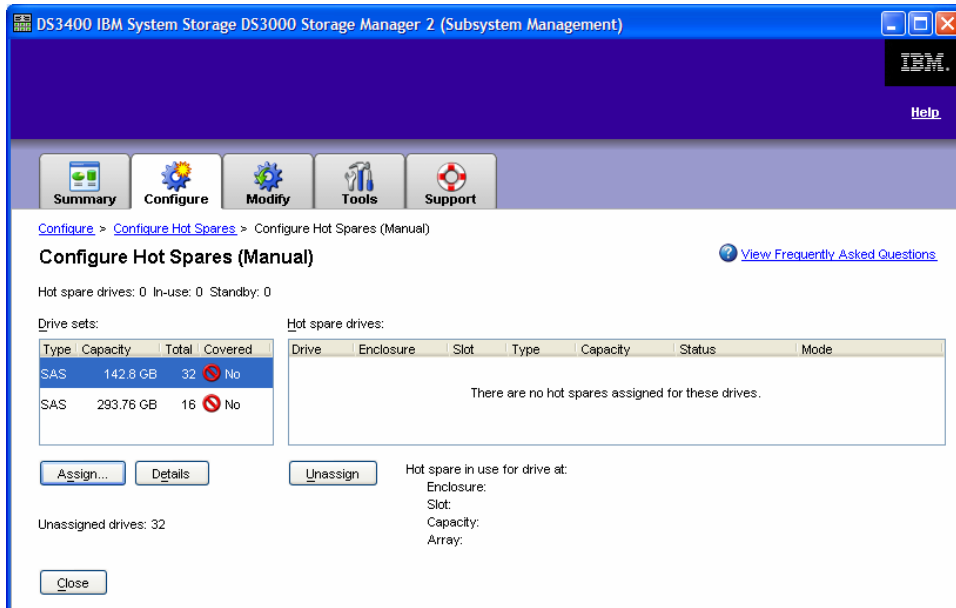 DS3400 IBM System Storage DS3000 Storage Manager 2 (Subsystem Management)
IBM.
Help
Summary
Configure
Modify
Tools
Support
Configure > Configure Hot Spares > Configure Hot Spares (Manual)
Configure Hot Spares (Manual)
View Frequently Asked Questions
Hot spare drives: 0 In-use: 0 Standby: 0
Drive sets:
Type Capacity Total Covered
SAS 142.8 GB 32 No
SAS 293.76 GB 16 No
Hot spare drives:
Drive Enclosure Slot Type Capacity Status Mode
There are no hot spares assigned for these drives.
Assign... Details
Unassign
Hot spare in use for drive at:
Enclosure:
Slot:
Capacity:
Array:
Unassigned drives: 32
Close